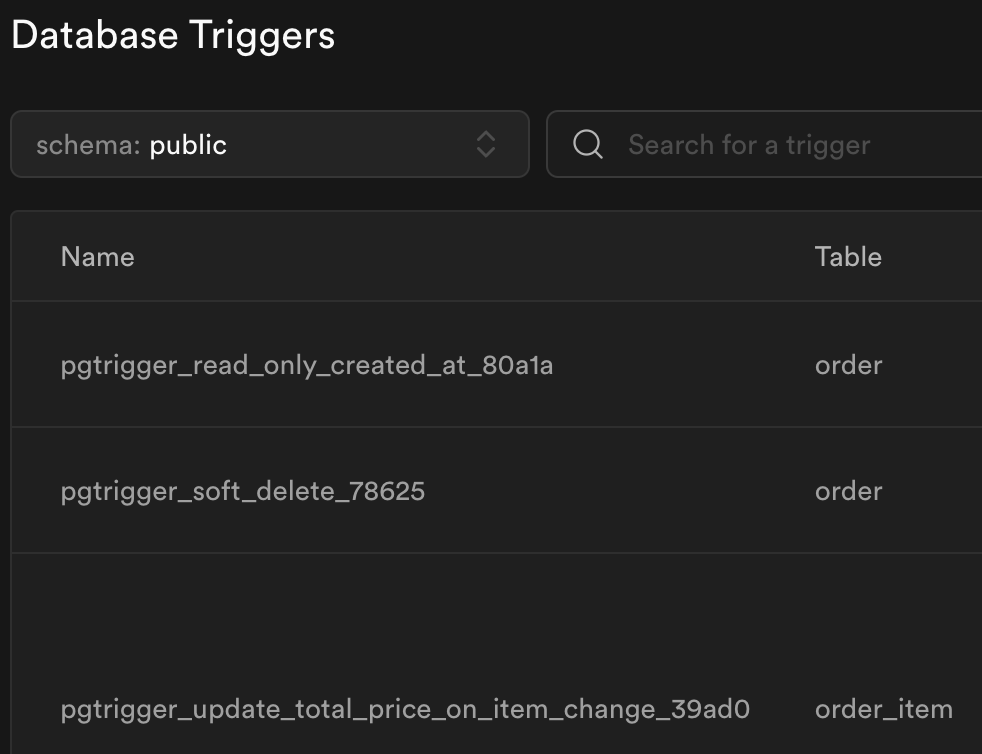 Database Triggers
schema: public
Search for a trigger
Name Table
pgtrigger_read_only_created_at_80a1a order
pgtrigger_soft_delete_78625 order
pgtrigger_update_total_price_on_item_change_39ad0 order_item